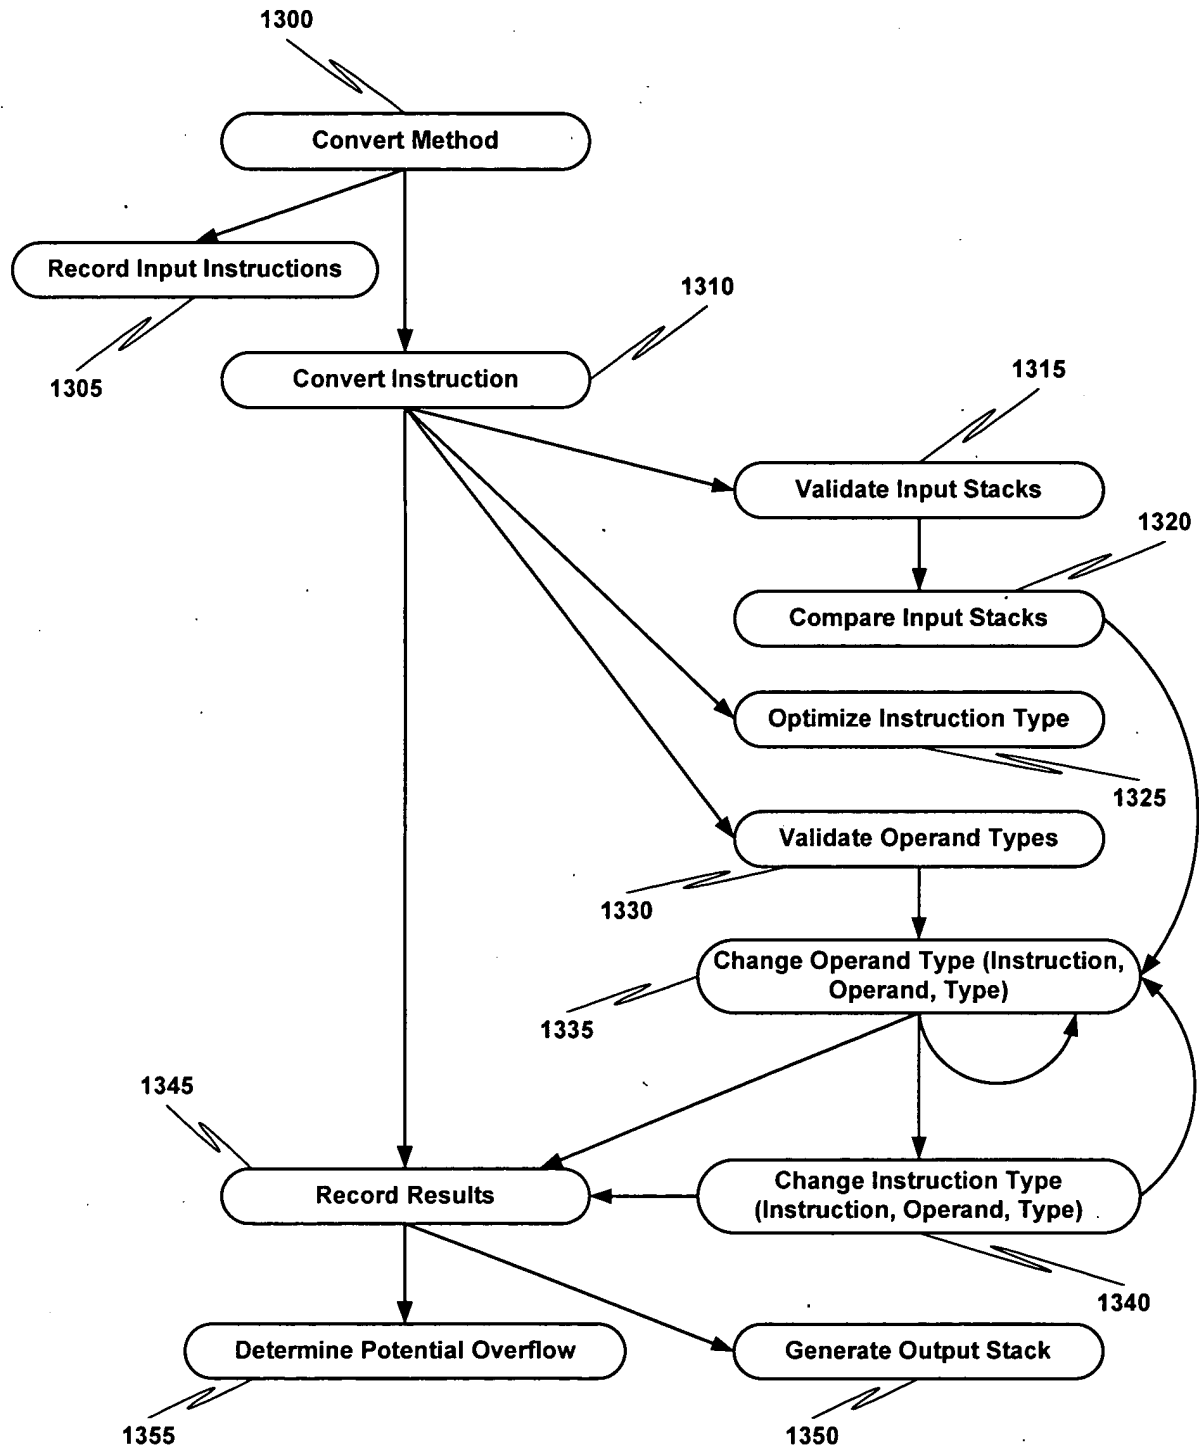 1300
Convert Method
Record Input Instructions
1305
1310
Convert Instruction
1315
Validate Input Stacks
1320
Compare Input Stacks
Optimize Instruction Type
1325
Validate Operand Types
1330
Change Operand Type (Instruction,
Operand, Type)
1335
1345
Record Results
Change Instruction Type
(Instruction, Operand, Type)
1340
Determine Potential Overflow
1355
Generate Output Stack
1350